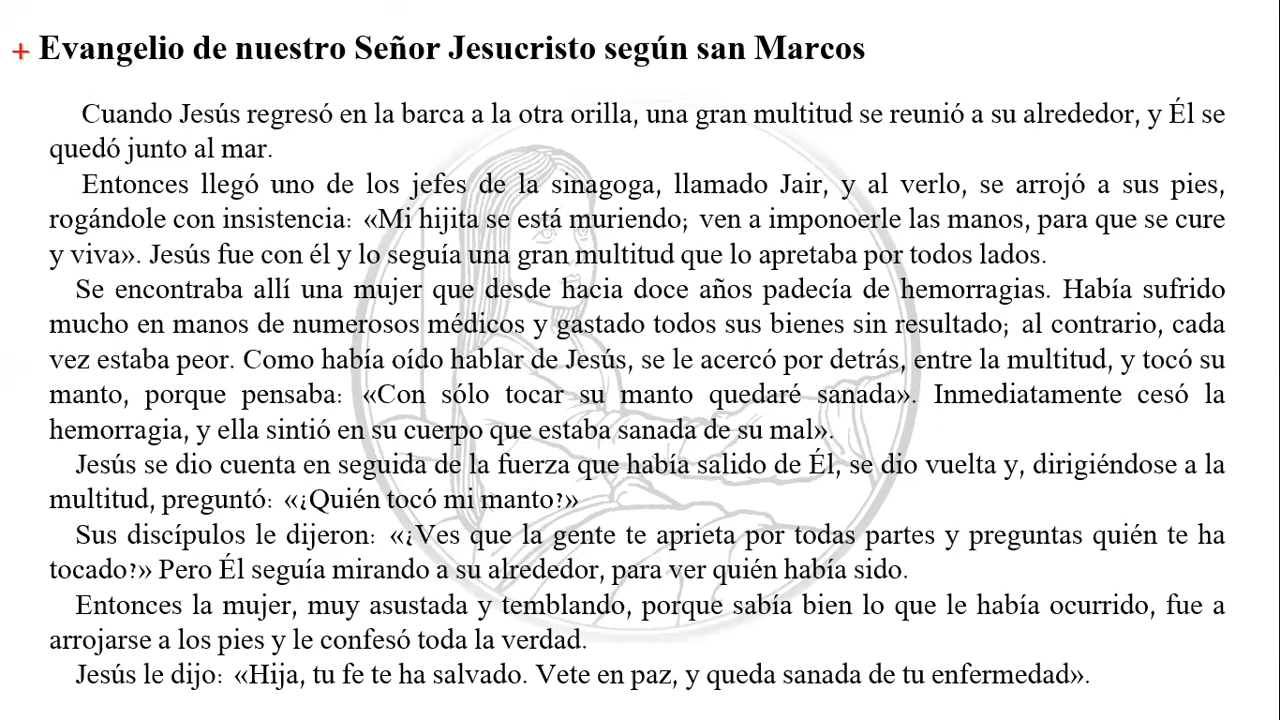 + Evangelio de nuestro Señor Jesucristo según san Marcos
Cuando Jesús regresó en la barca a la otra orilla, una gran multitud se reunió a su alrededor, y Él se
quedó junto al mar.
Entonces llegó uno de los jefes de la sinagoga, llamado Jair, y al verlo, se arrojó a sus pies,
rogándole con insistencia: «Mi hijita se está muriendo; ven a imponoerle las manos, para que se cure
y viva». Jesús fue con él y lo seguía una gran multitud que lo apretaba por todos lados.
Se encontraba allí una mujer que desde hacia doce años padecía de hemorragias. Había sufrido
mucho en manos de numerosos médicos y gastado todos sus bienes sin resultado; al contrario, cada
vez estaba peor. Como había oído hablar de Jesús, se le acercó por detrás, entre la multitud, y tocó su
manto, porque pensaba: «Con sólo tocar su manto quedaré sanada». Inmediatamente cesó la
hemorragia, y ella sintió en su cuerpo que estaba sanada de su mal».
Jesús se dio cuenta en seguida de la fuerza que había salido de Él, se dio vuelta y, dirigiéndose a la
multitud, preguntó: «¿Quién tocó mi manto?»
Sus discípulos le dijeron: «¿Ves que la gente te aprieta por todas partes y preguntas quién te ha
tocado?» Pero Él seguía mirando a su alrededor, para ver quién había sido.
Entonces la mujer, muy asustada y temblando, porque sabía bien lo que le había ocurrido, fue a
arrojarse a los pies y le confesó toda la verdad.
Jesús le dijo: «Hija, tu fe te ha salvado. Vete en paz, y queda sanada de tu enfermedad».